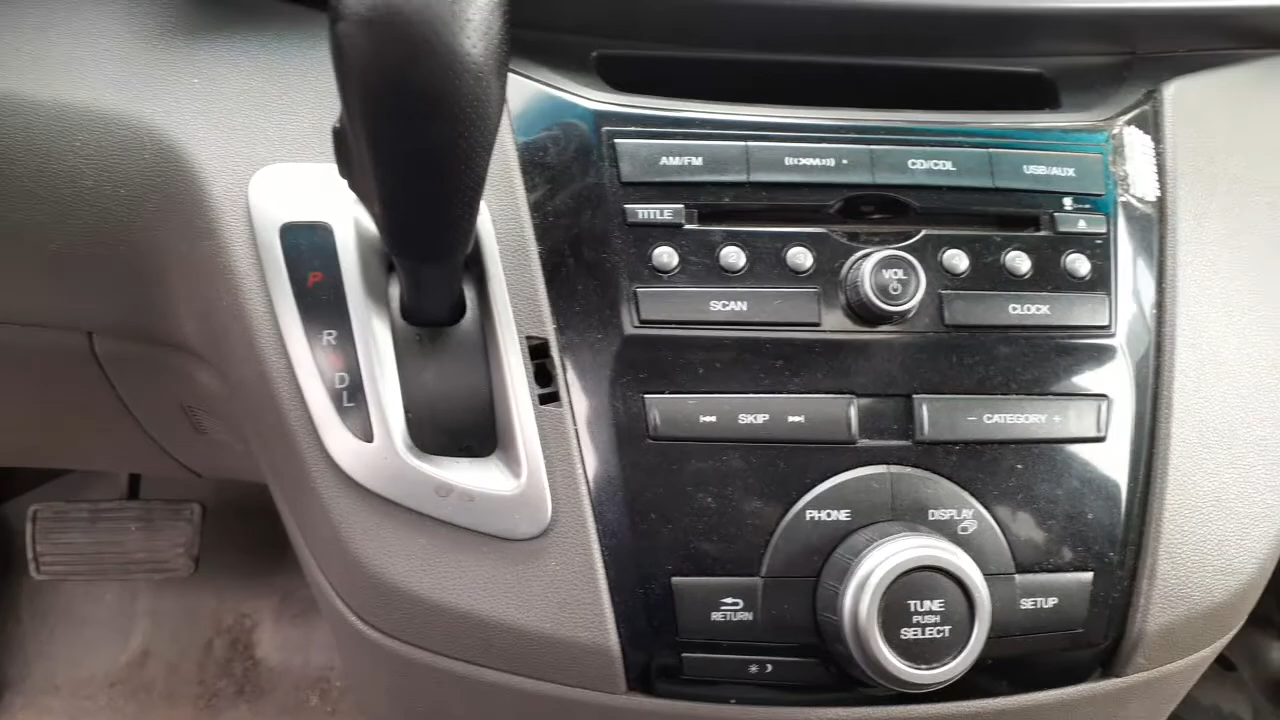 AM/FM
((XM))
CD/CDL
USB/AUX
TITLE
1
2
3
4
5
VOL
SCAN
CLOCK
P
R
D
L
SKIP
- CATEGORY +
PHONE
DISPLAY
RETURN
TUNE
PUSH
SELECT
SETUP